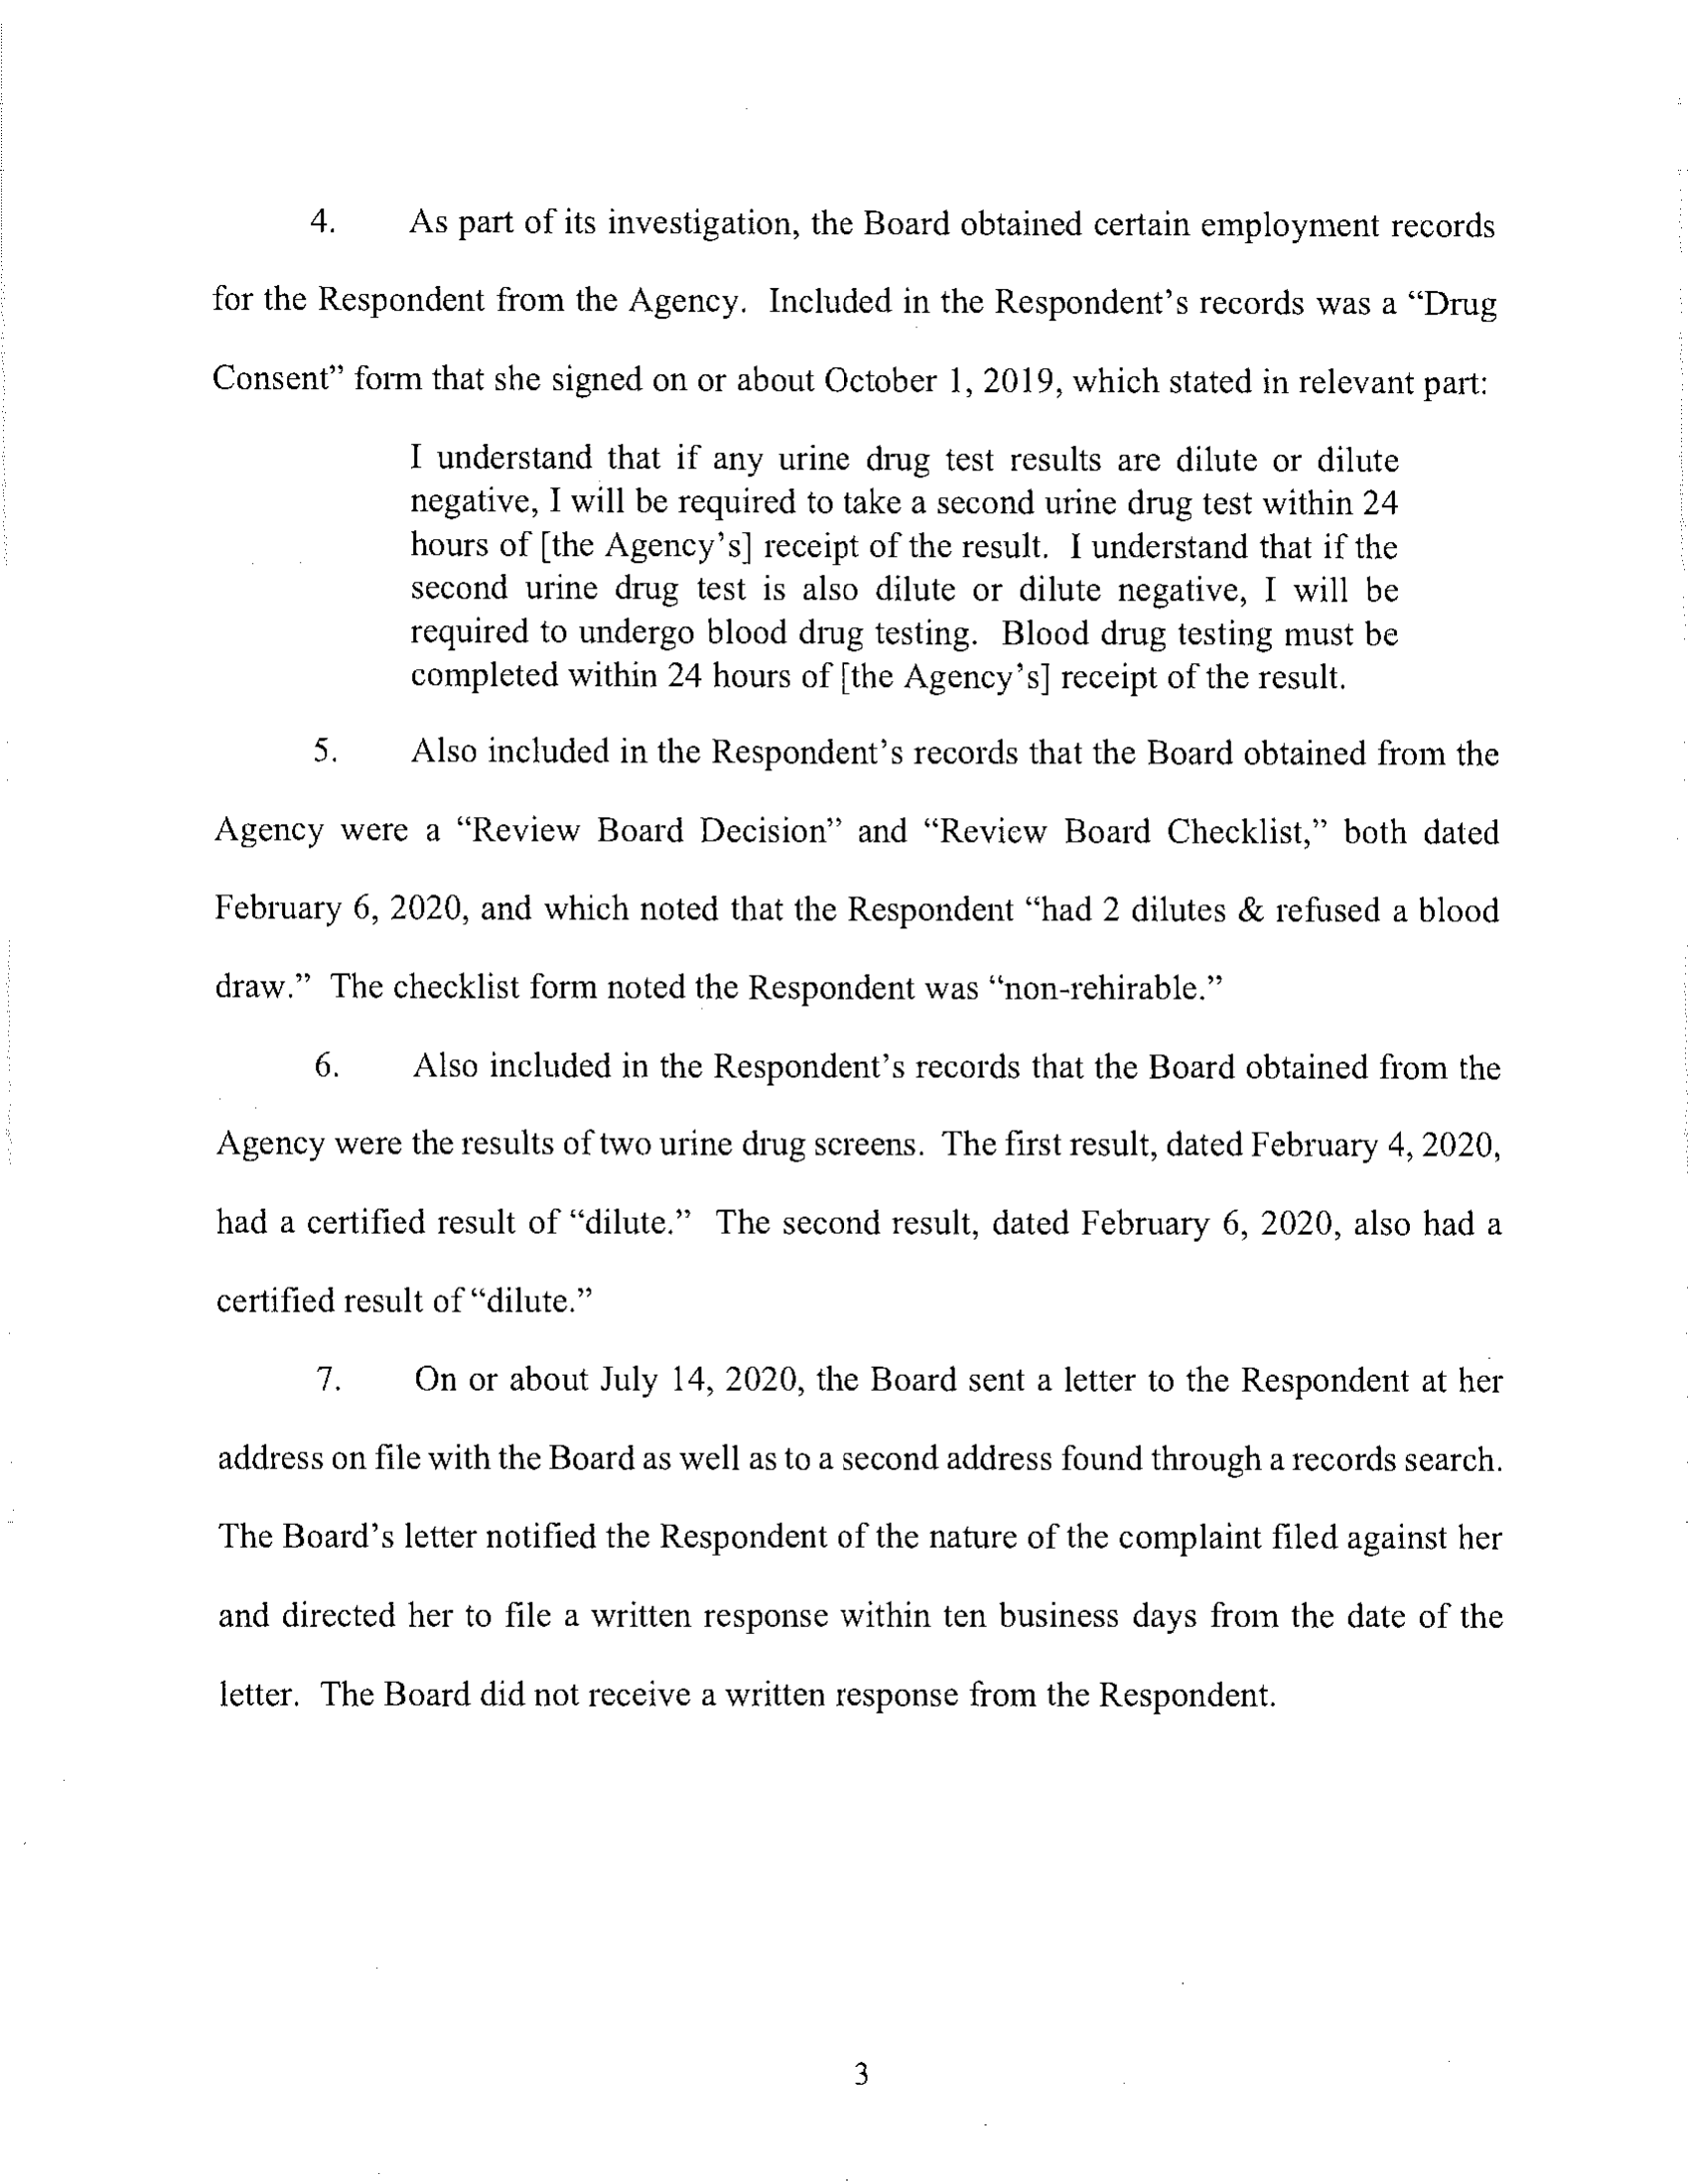 4. As part of its investigation, the Board obtained certain employment records
for the Respondent from the Agency. Included in the Respondent's records was a “Drug
Consent” form that she signed on or about October 1, 2019, which stated in relevant part:
I understand that if any urine drug test results are dilute or dilute
negative, I will be required to take a second urine drug test within 24
hours of [the Agency's] receipt of the result. I understand that if the
second urine drug test is also dilute or dilute negative, I will be
required to undergo blood drug testing. Blood drug testing must be
completed within 24 hours of [the Agency's] receipt of the result.
5. Also included in the Respondent's records that the Board obtained from the
Agency were a “Review Board Decision” and “Review Board Checklist,” both dated
February 6, 2020, and which noted that the Respondent “had 2 dilutes & refused a blood
draw.” The checklist form noted the Respondent was “non-rehirable.”
6. Also included in the Respondent's records that the Board obtained from the
Agency were the results of two urine drug screens. The first result, dated February 4, 2020,
had a certified result of “dilute.” The second result, dated February 6, 2020, also had a
certified result of “dilute.”
7. On or about July 14, 2020, the Board sent a letter to the Respondent at her
address on file with the Board as well as to a second address found through a records search.
The Board's letter notified the Respondent of the nature of the complaint filed against her
and directed her to file a written response within ten business days from the date of the
letter. The Board did not receive a written response from the Respondent.
3